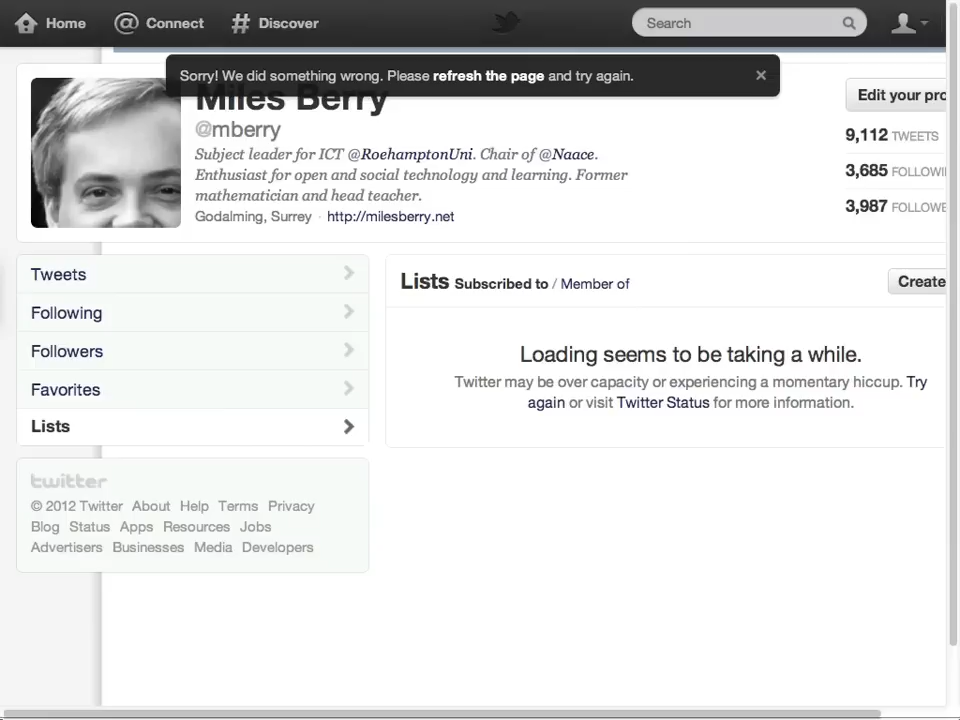 Home @ Connect # Discover Search
Sorry! We did something wrong. Please refresh the page and try again. ×
Miles Berry
@mberry
Subject leader for ICT @RoehamptonUni. Chair of @Naace.
Enthusiast for open and social technology and learning. Former
mathematician and head teacher.
Godalming, Surrey · http://milesberry.net
Edit your pro
9,112 TWEETS
3,685 FOLLOWI
3,987 FOLLOWE
Tweets
Following
Followers
Favorites
Lists
twitter
© 2012 Twitter About Help Terms Privacy
Blog Status Apps Resources Jobs
Advertisers Businesses Media Developers
Lists Subscribed to / Member of
Create
Loading seems to be taking a while.
Twitter may be over capacity or experiencing a momentary hiccup. Try
again or visit Twitter Status for more information.